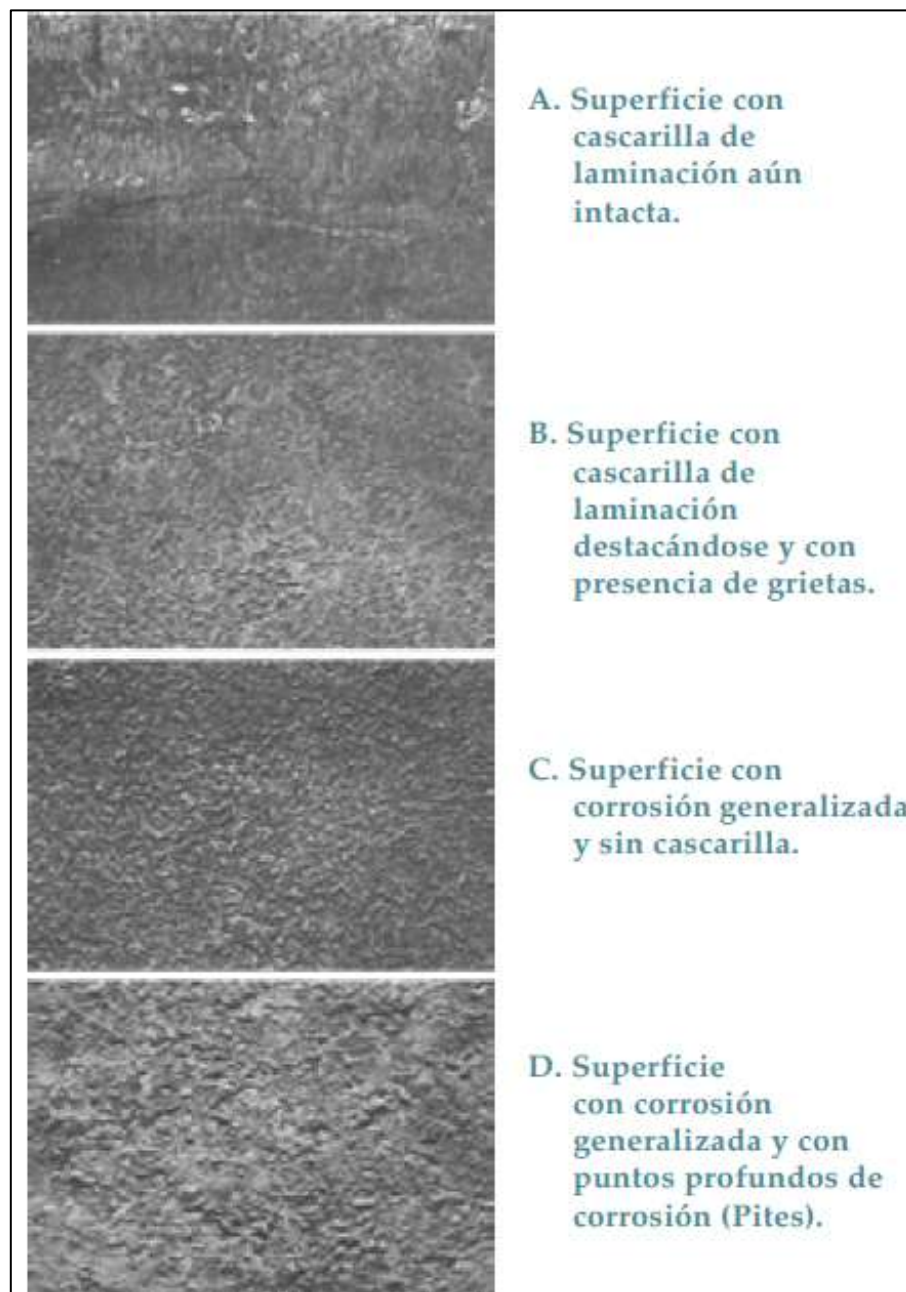 A. Superficie con
cascarilla de
laminación aún
intacta.
B. Superficie con
cascarilla de
laminación
destacándose y con
presencia de grietas.
C. Superficie con
corrosión generalizada
y sin cascarilla.
D. Superficie
con corrosión
generalizada y con
puntos profundos de
corrosión (Pites).